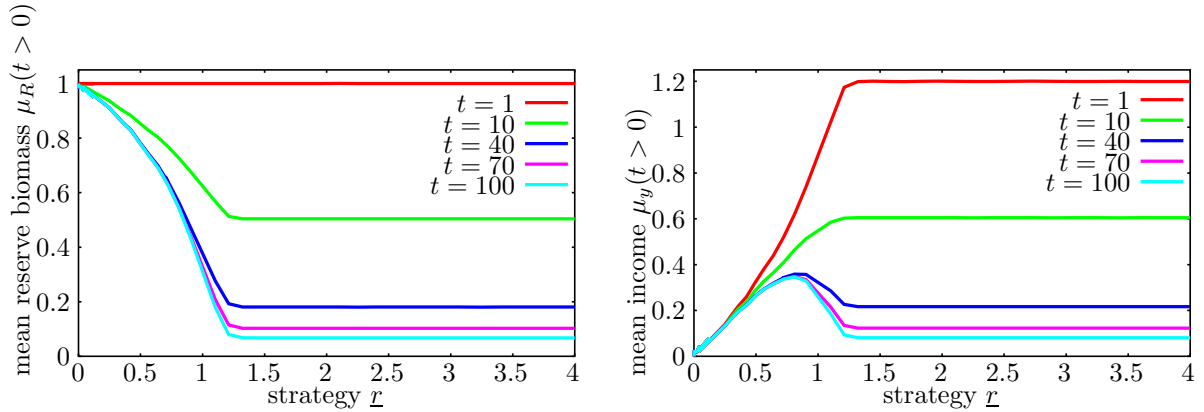 mean reserve biomass μ_R(t > 0)
1
0.8
0.6
0.4
0.2
0
0 0.5 1 1.5 2 2.5 3 3.5 4
strategy r
t = 1
t = 10
t = 40
t = 70
t = 100
mean income μ_y(t > 0)
1.2
1
0.8
0.6
0.4
0.2
0
0 0.5 1 1.5 2 2.5 3 3.5 4
strategy r
t = 1
t = 10
t = 40
t = 70
t = 100